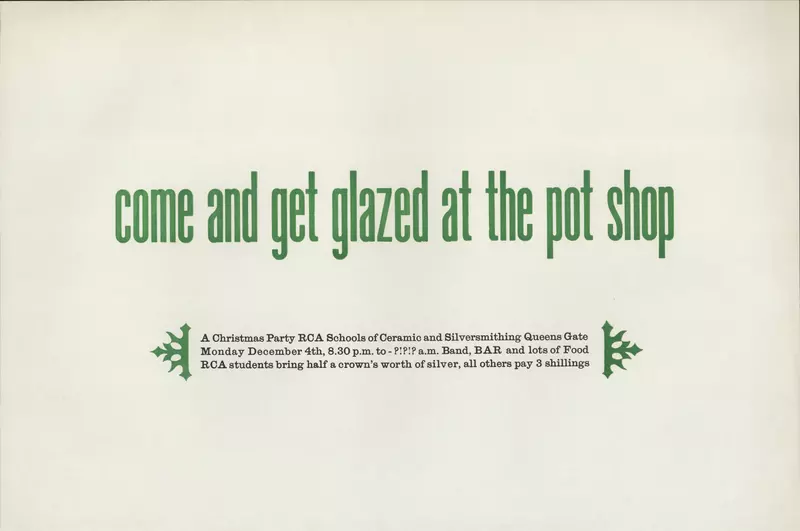 come and get glazed at the pot shop
A Christmas Party RCA Schools of Ceramic and Silversmithing Queens Gate
Monday December 4th, 8.30 p.m. to - ?!?!? a.m. Band, BAR and lots of Food
RCA students bring half a crown's worth of silver, all others pay 3 shillings